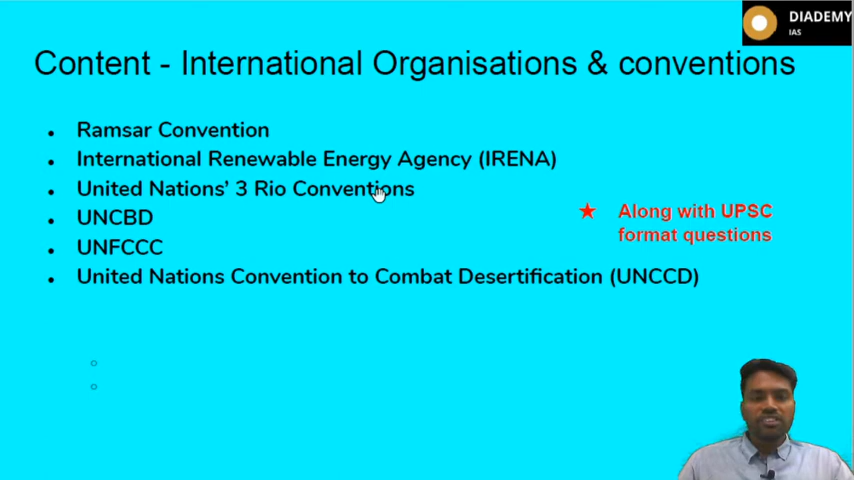 DIADEMY
IAS
Content - International Organisations & conventions
Ramsar Convention
International Renewable Energy Agency (IRENA)
United Nations' 3 Rio Conventions
UNCBD
UNFCCC
United Nations Convention to Combat Desertification (UNCCD)
Along with UPSC
format questions